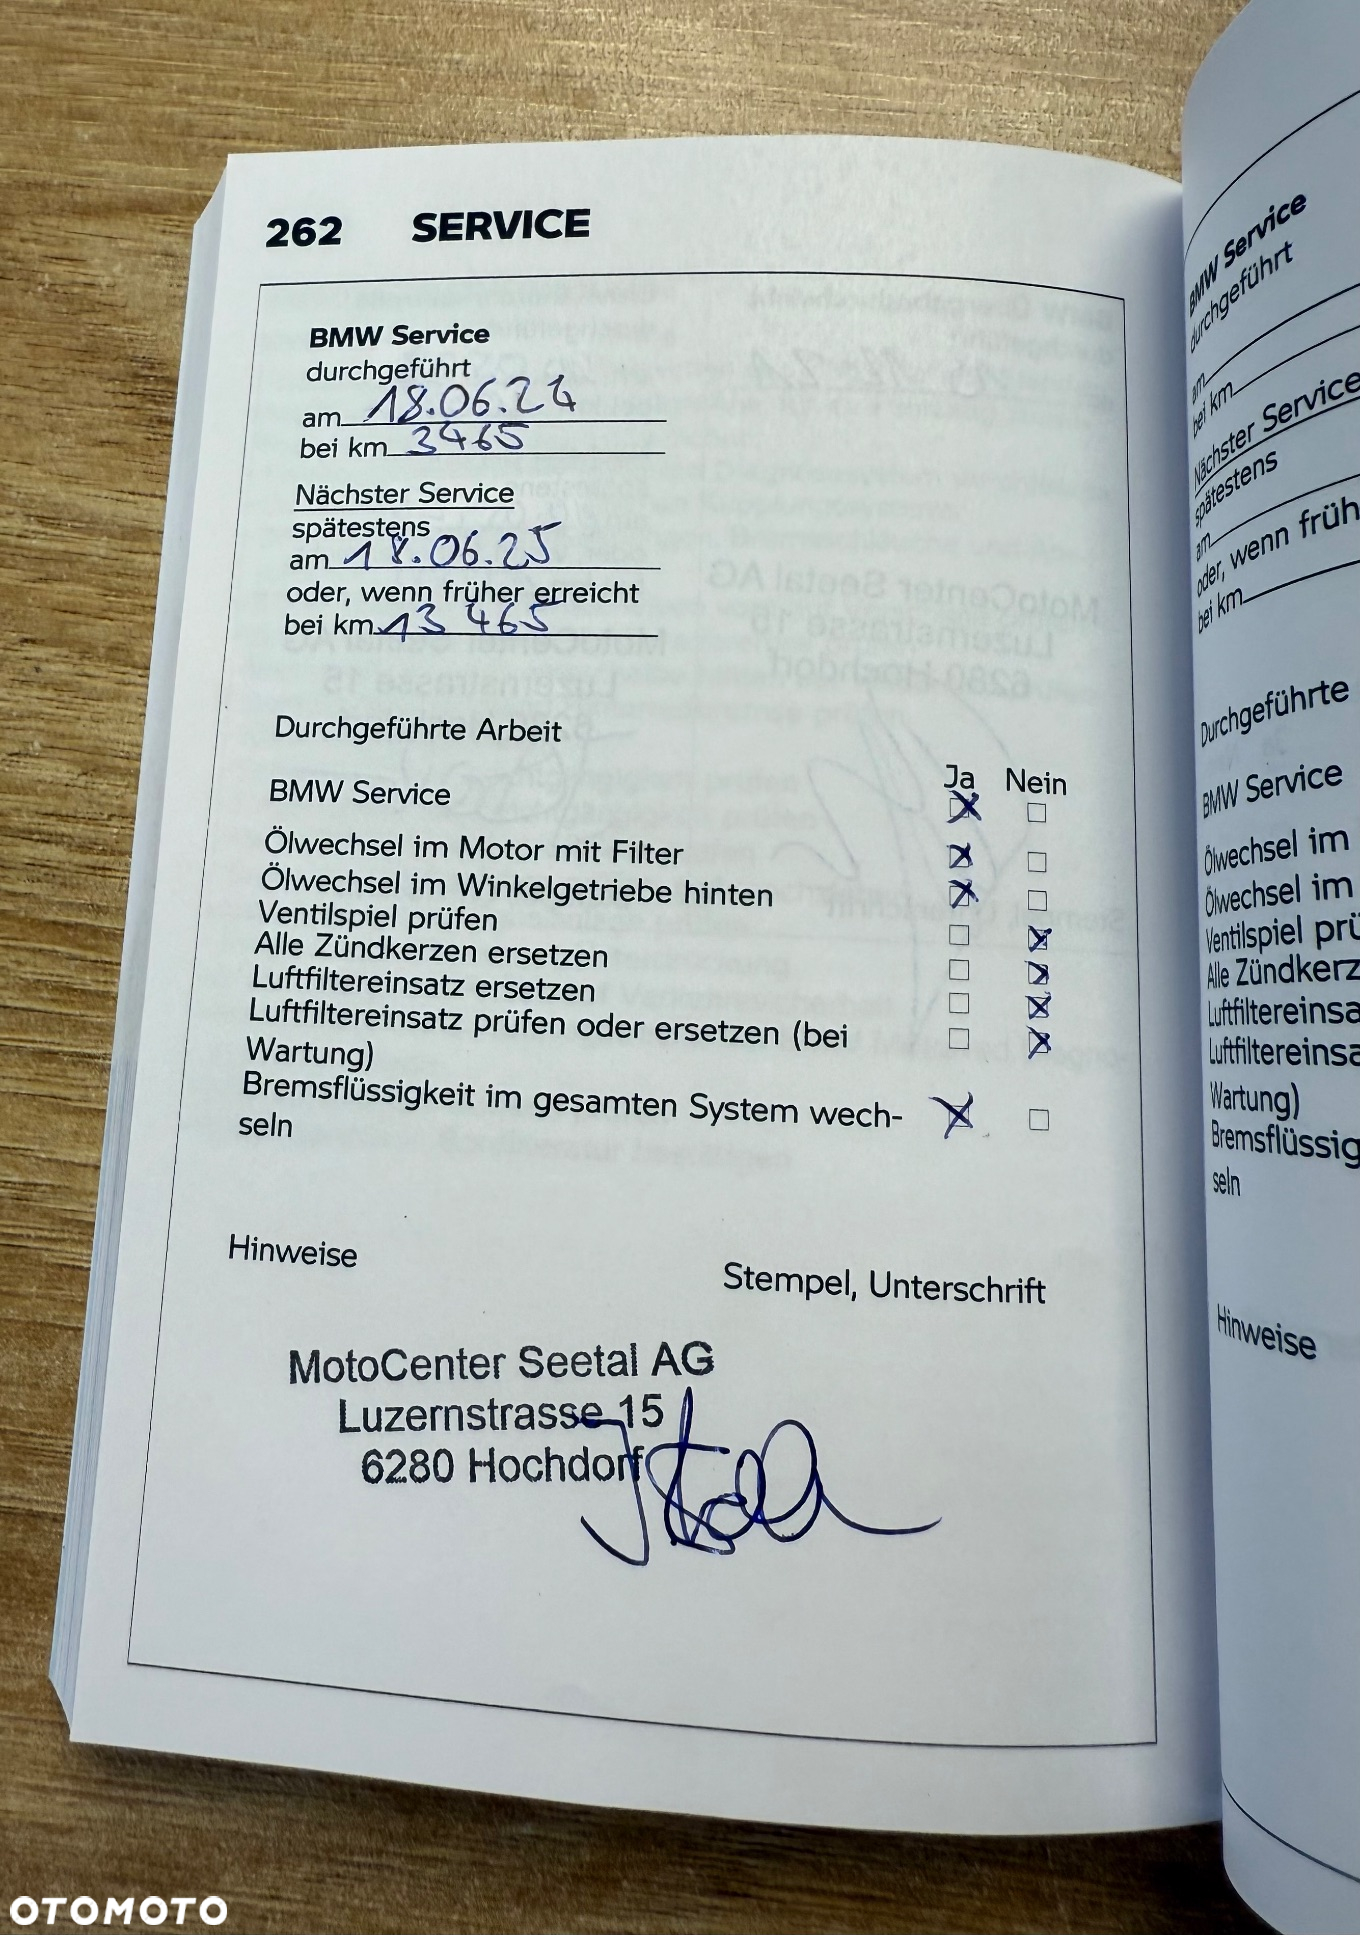 262 SERVICE
BMW Service
durchgeführt
am 18.06.24
bei km 3465
Nächster Service
spätestens
am 18.06.25
oder, wenn früher erreicht
bei km 13 465
Durchgeführte Arbeit
Ja Nein
BMW Service
Ölwechsel im Motor mit Filter
Ölwechsel im Winkelgetriebe hinten
Ventilspiel prüfen
Alle Zündkerzen ersetzen
Luftfiltereinsatz ersetzen
Luftfiltereinsatz prüfen oder ersetzen (bei
Wartung)
Bremsflüssigkeit im gesamten System wech-
seln
Hinweise
Stempel, Unterschrift
MotoCenter Seetal AG
Luzernstrasse 15
6280 Hochdorf
BMW Service
durchgeführt
am
bei km
Nächster Service
spätestens
am
oder, wenn früh
bei km
Durchgeführte
BMW Service
Ölwechsel im
Ölwechsel im
Ventilspiel prü
Alle Zündkerz
Luftfiltereinsa
Luftfiltereinsa
Wartung)
Bremsflüssig
seln
Hinweise
OTOMOTO